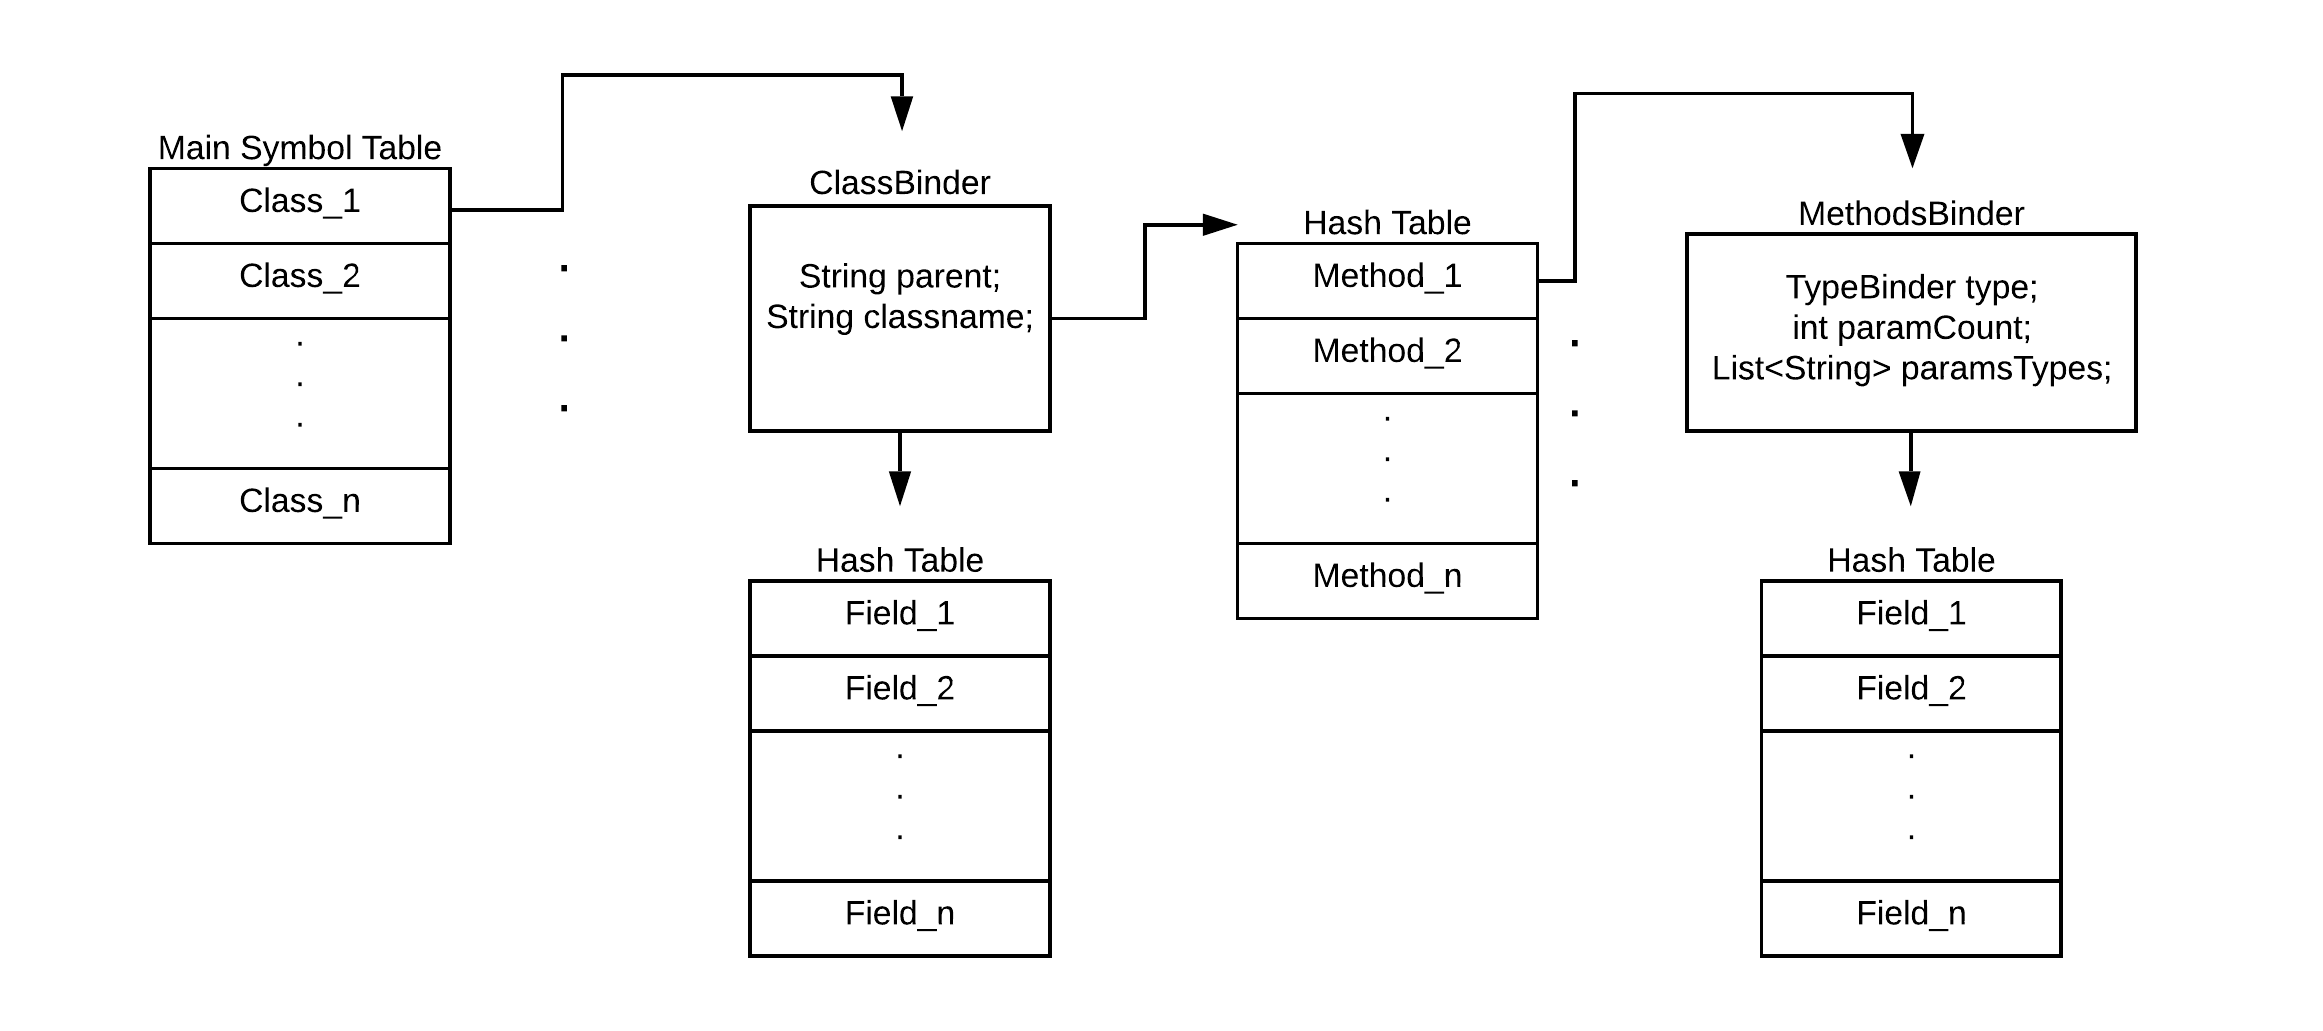 Main Symbol Table
Class_1
Class_2
.
.
.
Class_n
.
.
.
ClassBinder
String parent;
String classname;
Hash Table
Field_1
Field_2
.
.
.
Field_n
Hash Table
Method_1
Method_2
.
.
.
Method_n
.
.
.
MethodsBinder
TypeBinder type;
int paramCount;
List<String> paramsTypes;
Hash Table
Field_1
Field_2
.
.
.
Field_n